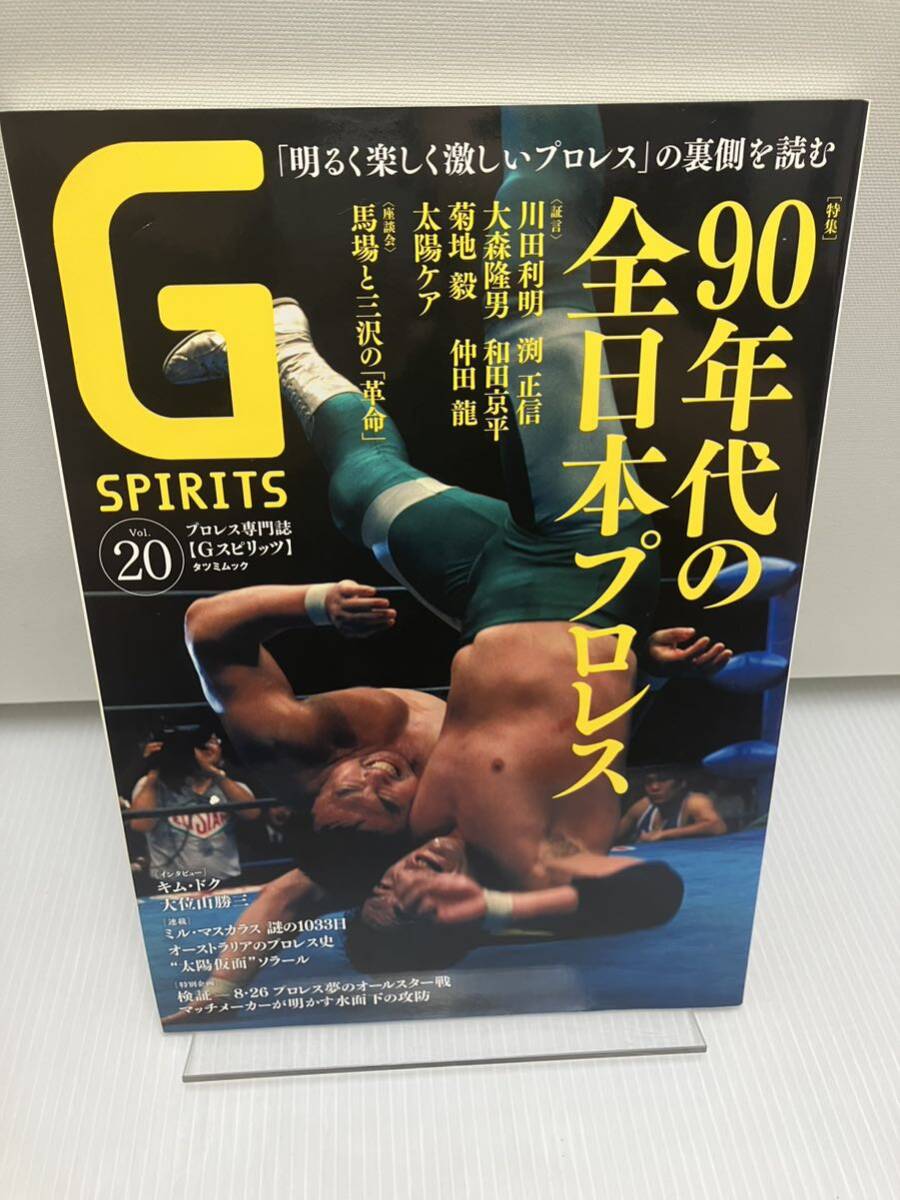 「明るく楽しく激しいプロレス」の裏側を読む
［特集］
90年代の
全日本プロレス
〈証言〉
川田利明 渕 正信
大森隆男 和田京平
菊地 毅 仲田 龍
太陽ケア
〈座談会〉
馬場と三沢の「革命」
G
SPIRITS
Vol.
20
プロレス専門誌
【Gスピリッツ】
タツミムック
［インタビュー］
キム・ドク
大位山勝三
［連載］
ミル・マスカラス 謎の1033日
オーストラリアのプロレス史
“太陽仮面”ソラール
［特別企画］
検証―8・26 プロレス夢のオールスター戦
マッチメーカーが明かす水面下の攻防